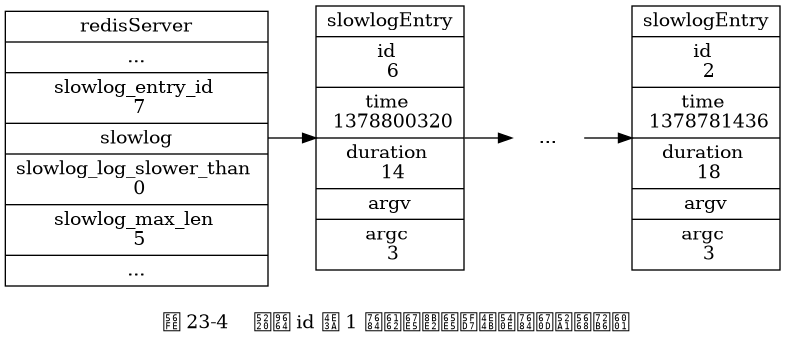 redisServer
...
slowlog_entry_id
7
slowlog
slowlog_log_slower_than
0
slowlog_max_len
5
...
slowlogEntry
id
6
time
1378800320
duration
14
argv
argc
3
...
slowlogEntry
id
2
time
1378781436
duration
18
argv
argc
3
23-4 id 1